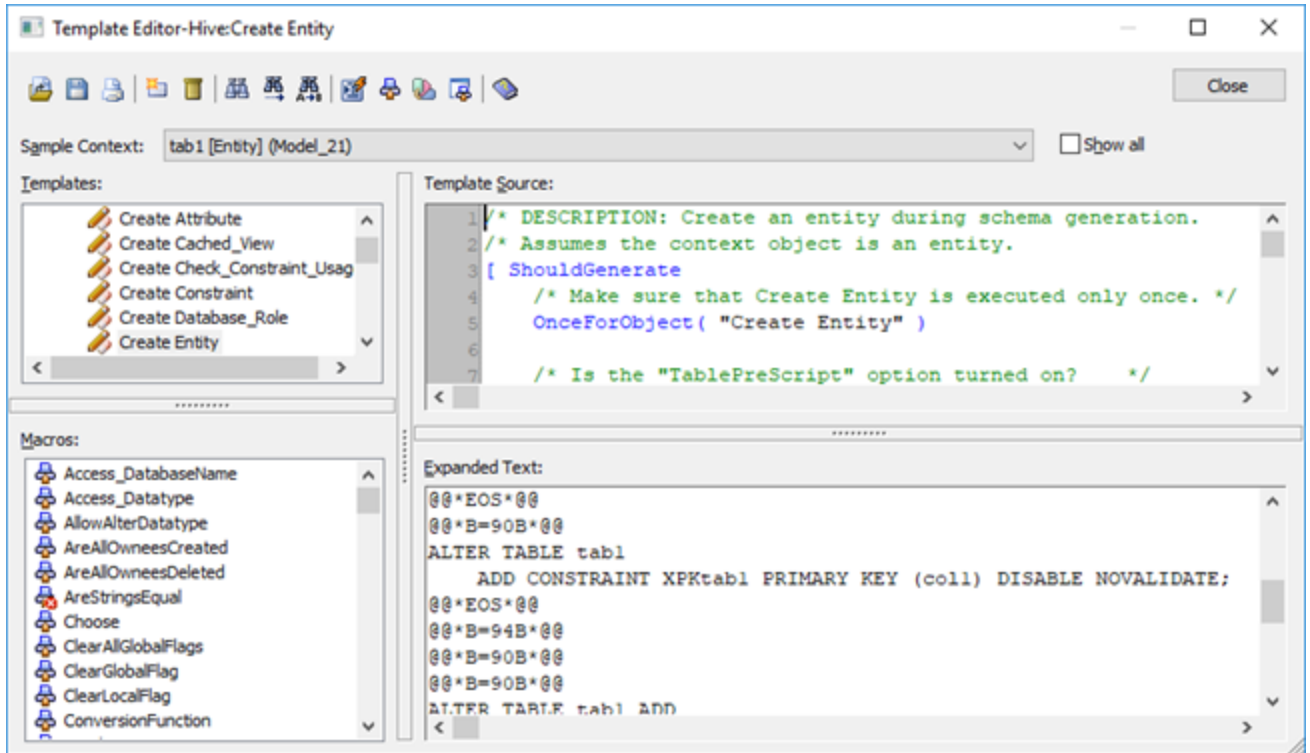 Template Editor-Hive:Create Entity
Close
Sample Context: tab1 [Entity] (Model_21) Show all
Templates:
Create Attribute
Create Cached_View
Create Check_Constraint_Usag
Create Constraint
Create Database_Role
Create Entity
Macros:
Access_DatabaseName
Access_Datatype
AllowAlterDatatype
AreAllOwneesCreated
AreAllOwneesDeleted
AreStringsEqual
Choose
ClearAllGlobalFlags
ClearGlobalFlag
ClearLocalFlag
ConversionFunction
Template Source:
1 /* DESCRIPTION: Create an entity during schema generation.
2 /* Assumes the context object is an entity.
3 [ ShouldGenerate
4 /* Make sure that Create Entity is executed only once. */
5 OnceForObject( "Create Entity" )
6
7 /* Is the "TablePreScript" option turned on? */
Expanded Text:
@@*EOS*@@
@@*B=90B*@@
ALTER TABLE tab1
ADD CONSTRAINT XPKtab1 PRIMARY KEY (col1) DISABLE NOVALIDATE;
@@*EOS*@@
@@*B=94B*@@
@@*B=90B*@@
@@*B=90B*@@
ALTER TABLE tab1 ADD